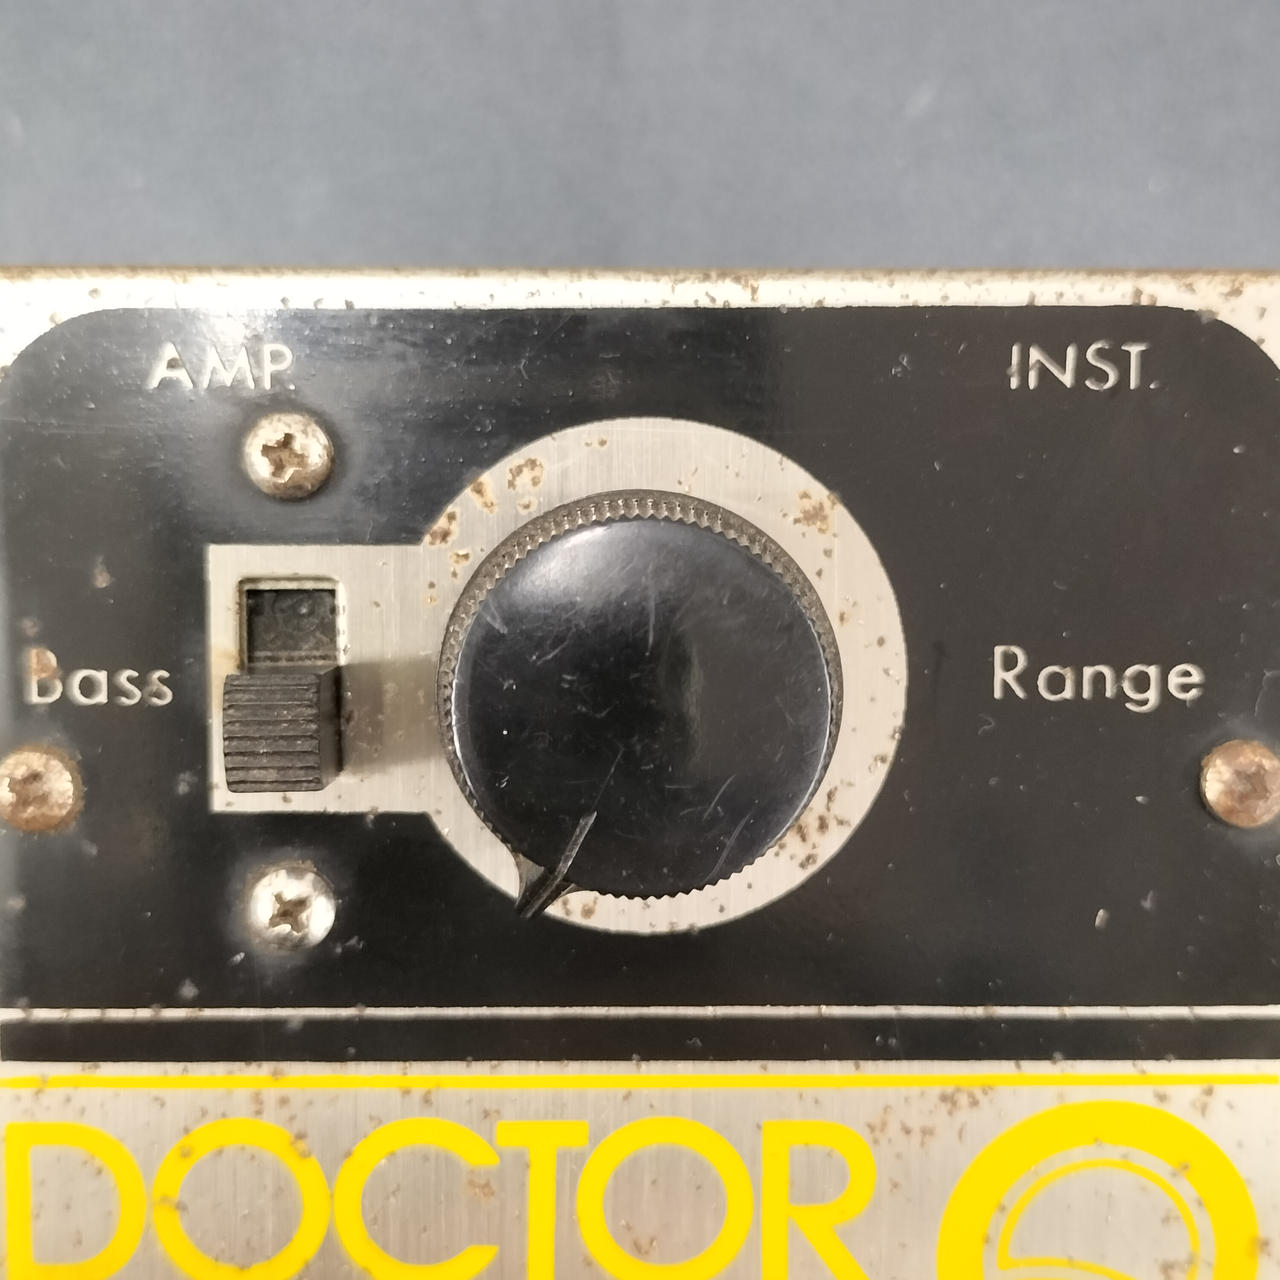 AMP. INST.
Bass Range
DOCTOR